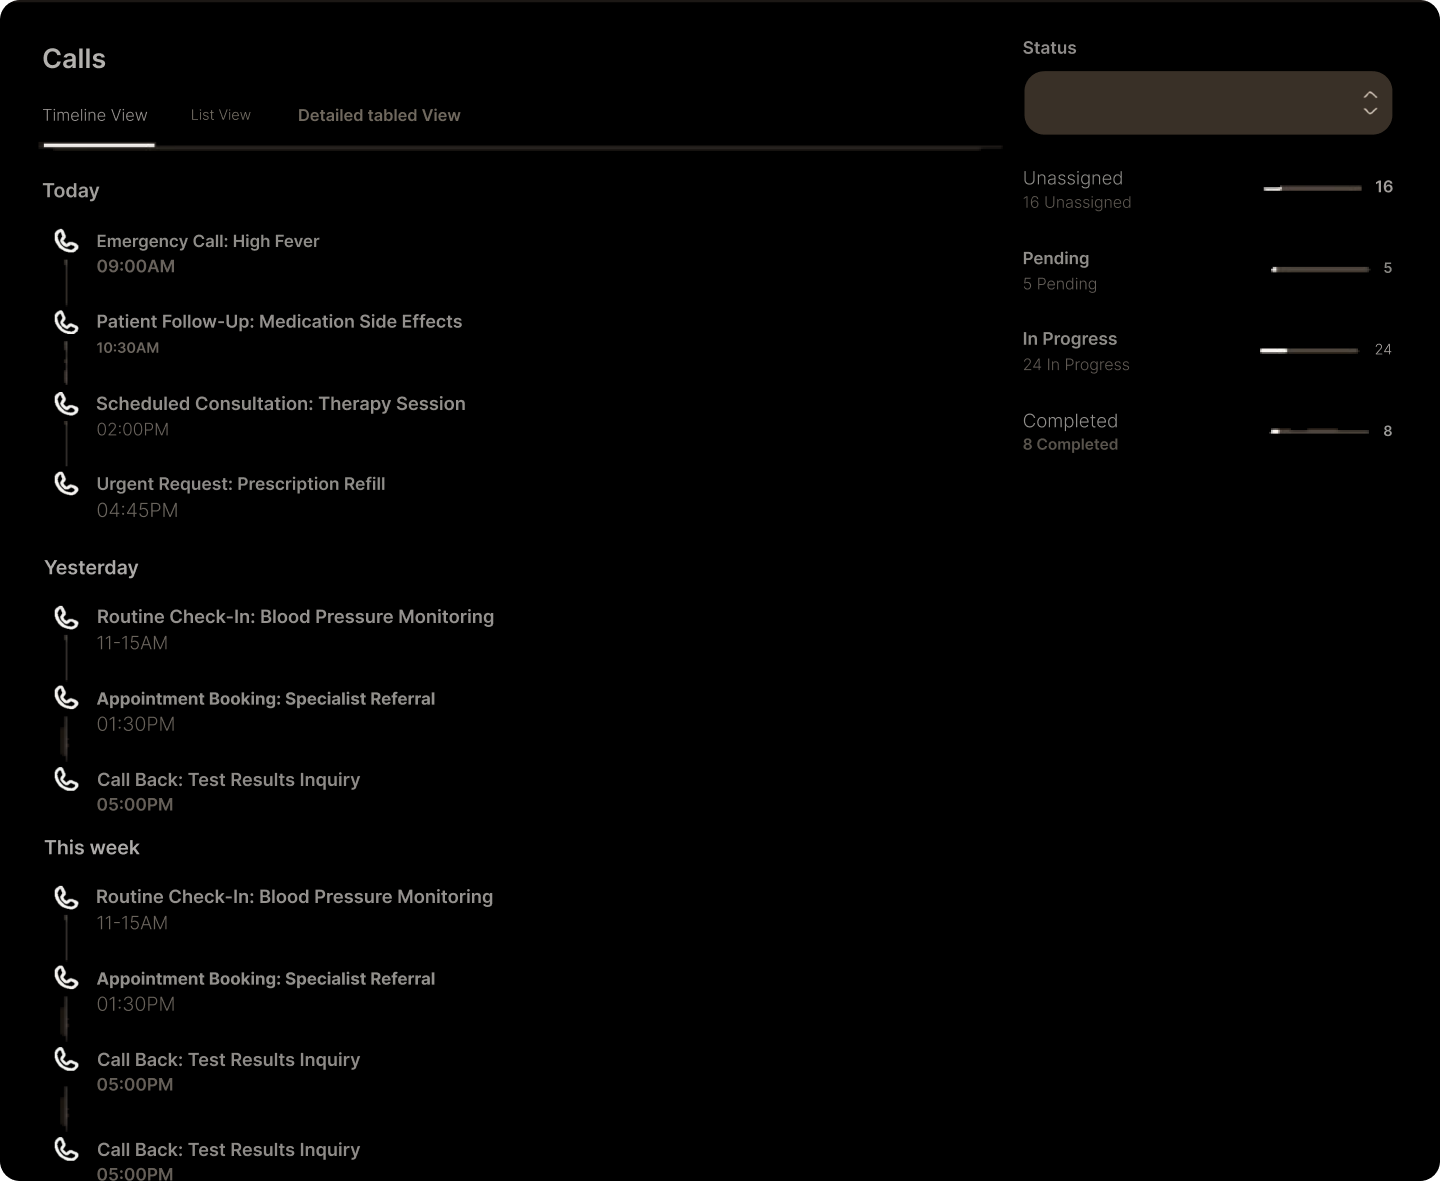 Calls
Timeline View
List View
Detailed tabled View
Today
Emergency Call: High Fever
09:00AM
Patient Follow-Up: Medication Side Effects
10:30AM
Scheduled Consultation: Therapy Session
02:00PM
Urgent Request: Prescription Refill
04:45PM
Yesterday
Routine Check-In: Blood Pressure Monitoring
11-15AM
Appointment Booking: Specialist Referral
01:30PM
Call Back: Test Results Inquiry
05:00PM
This week
Routine Check-In: Blood Pressure Monitoring
11-15AM
Appointment Booking: Specialist Referral
01:30PM
Call Back: Test Results Inquiry
05:00PM
Call Back: Test Results Inquiry
05:00PM
Status
Unassigned
16 Unassigned
16
Pending
5 Pending
5
In Progress
24 In Progress
24
Completed
8 Completed
8